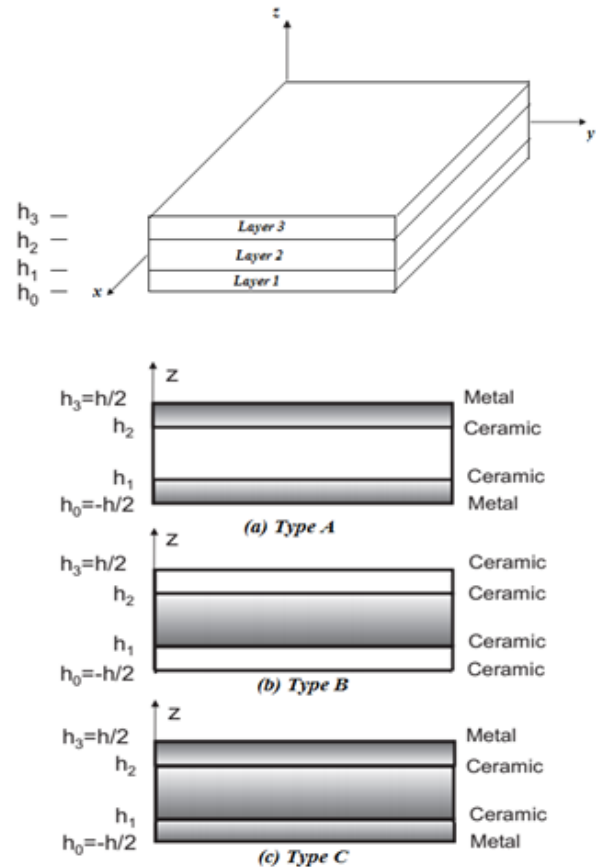 z
y
h3
h2
h1
h0
x
Layer 3
Layer 2
Layer 1
z
h3=h/2
h2
h1
h0=-h/2
Metal
Ceramic
Ceramic
Metal
(a) Type A
z
h3=h/2
h2
h1
h0=-h/2
Ceramic
Ceramic
Ceramic
Ceramic
(b) Type B
z
h3=h/2
h2
h1
h0=-h/2
Metal
Ceramic
Ceramic
Metal
(c) Type C